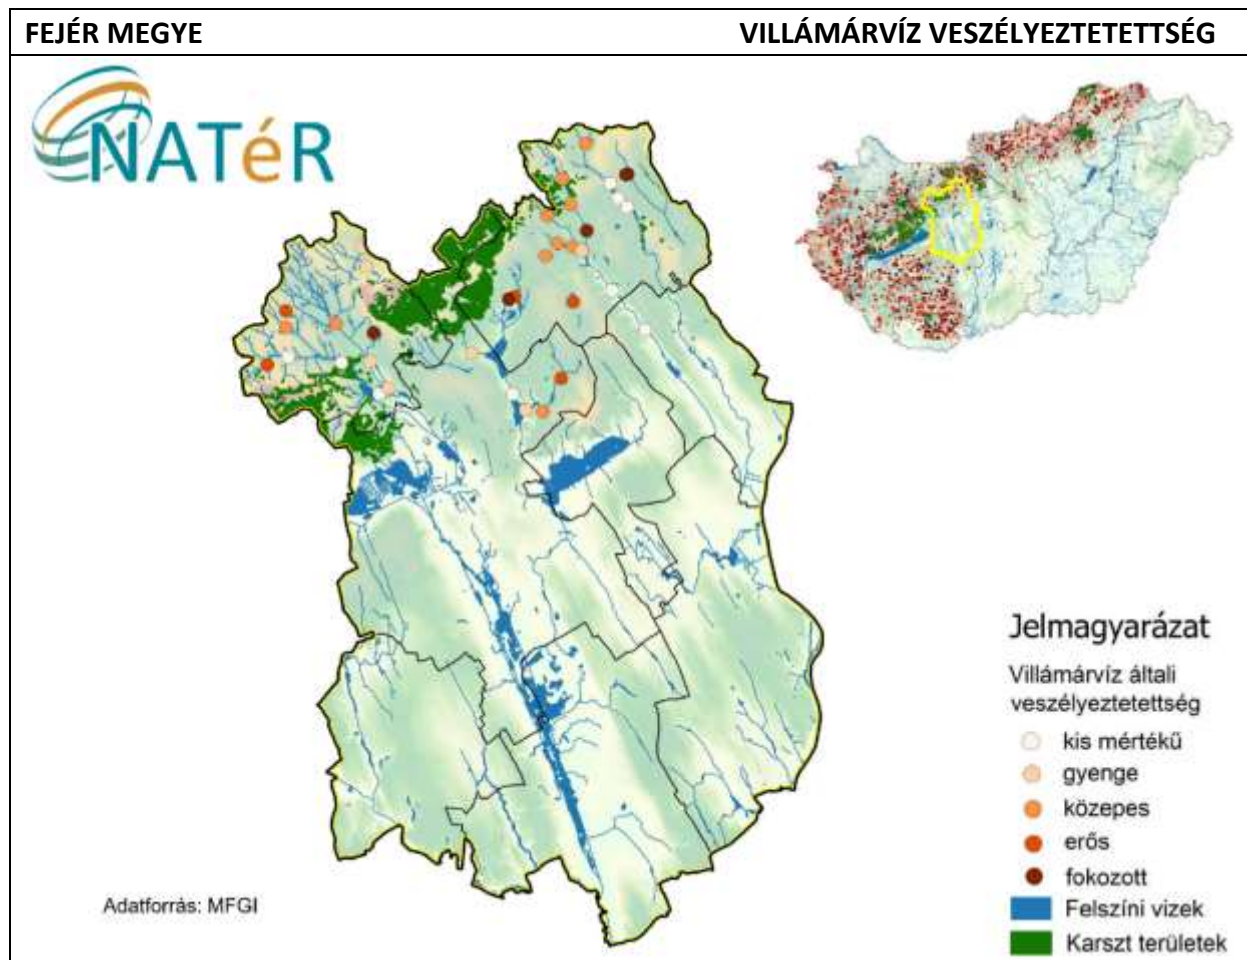 FEJÉR MEGYE VILLÁMÁRVÍZ VESZÉLYEZTETETTSÉG
NATéR
Jelmagyarázat
Villámárvíz általi
veszélyeztetettség
kis mértékű
gyenge
közepes
erős
fokozott
Felszíni vizek
Karszt területek
Adatforrás: MFGI